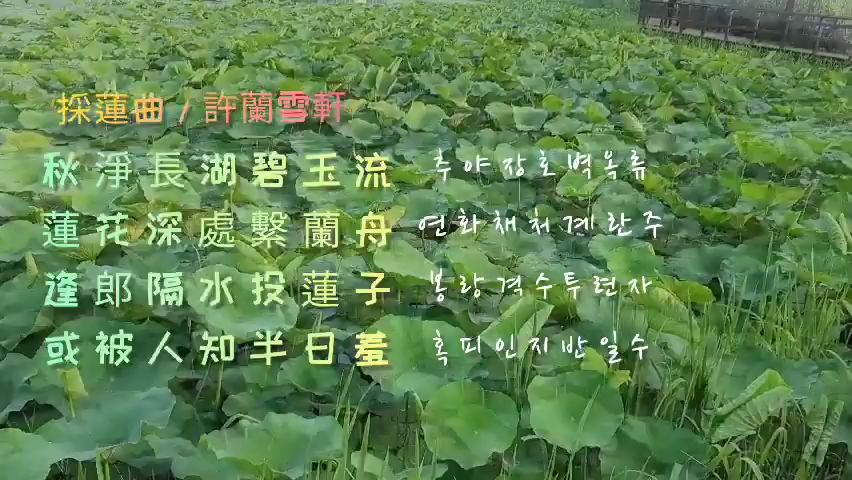 採蓮曲 / 許蘭雪軒
秋淨長湖碧玉流 추야장호벽옥류
蓮花深處繫蘭舟 연화채처계란주
逢郎隔水投蓮子 봉랑격수투련자
或被人知半日羞 혹피인지반일수